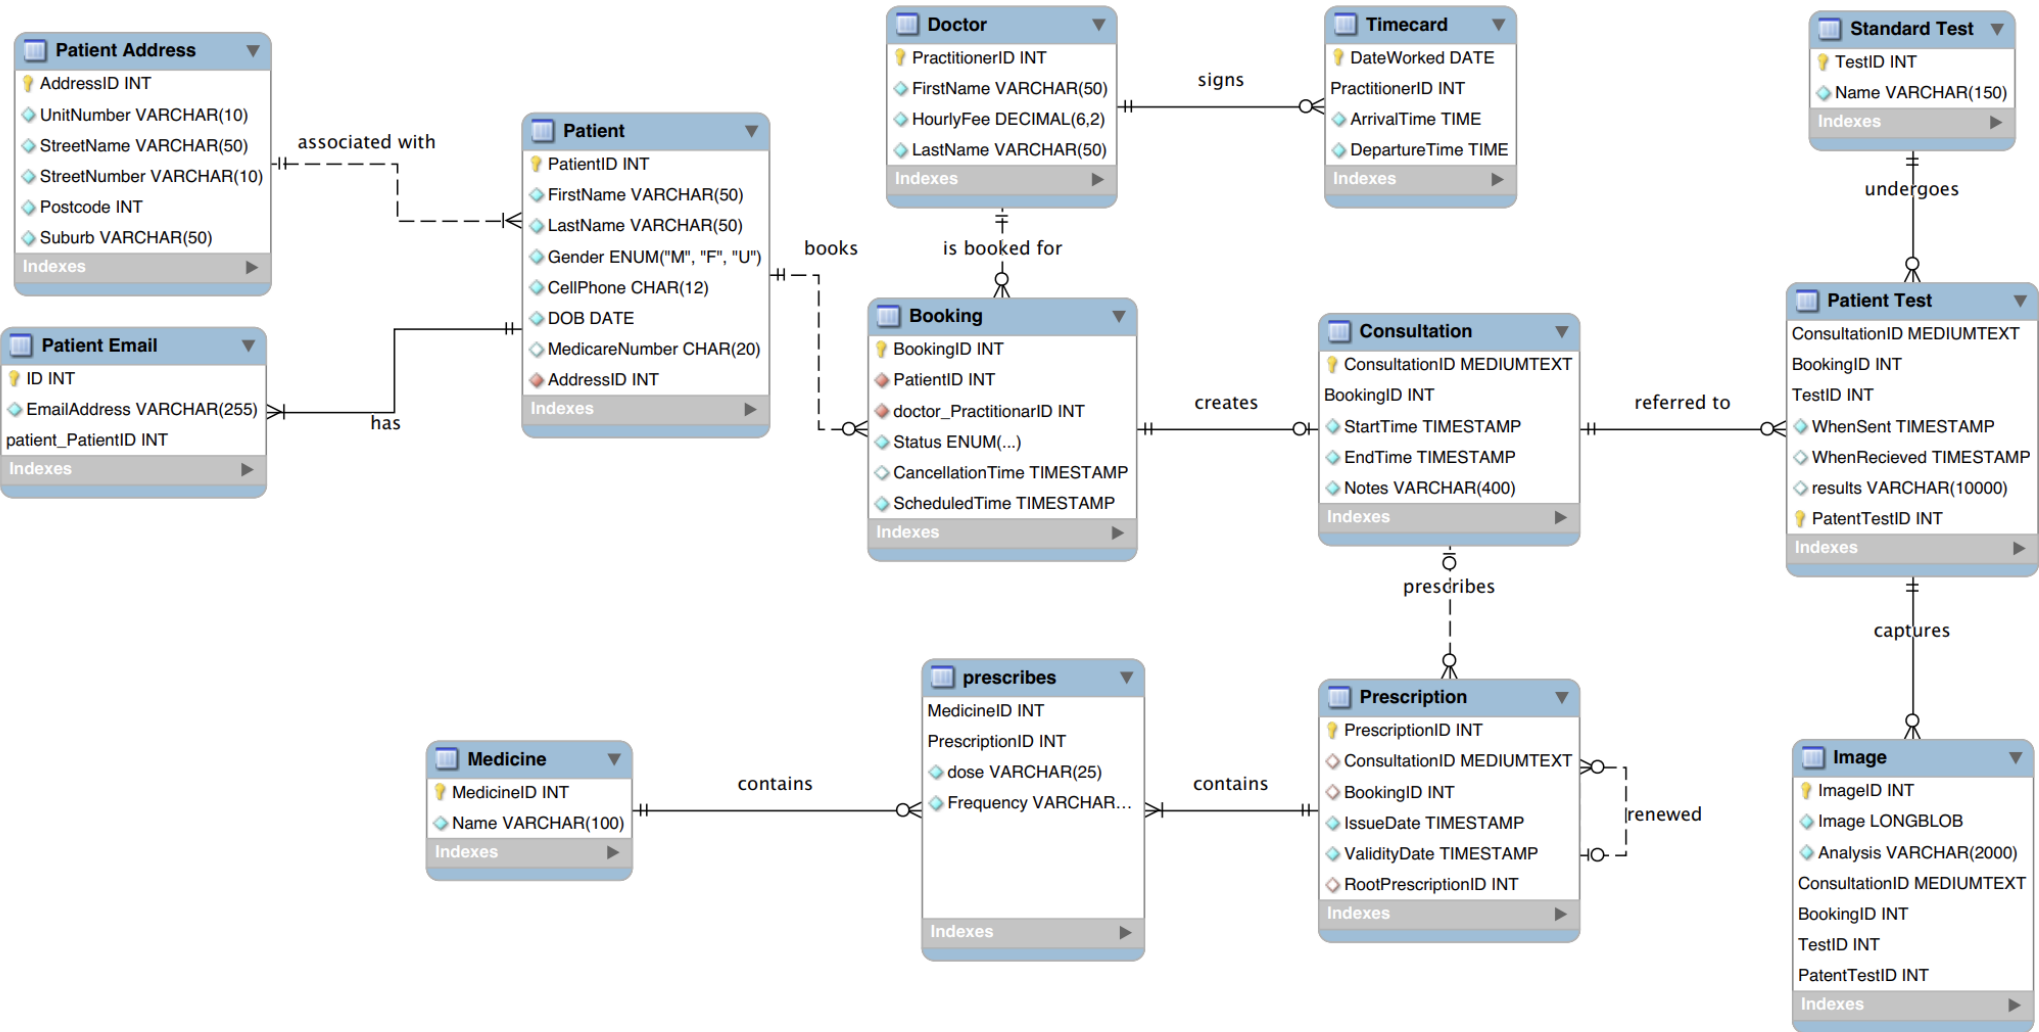 Patient Address
AddressID INT
UnitNumber VARCHAR(10)
StreetName VARCHAR(50)
StreetNumber VARCHAR(10)
Postcode INT
Suburb VARCHAR(50)
Indexes
associated with
Patient Email
ID INT
EmailAddress VARCHAR(255)
patient_PatientID INT
Indexes
has
Patient
PatientID INT
FirstName VARCHAR(50)
LastName VARCHAR(50)
Gender ENUM("M", "F", "U")
CellPhone CHAR(12)
DOB DATE
MedicareNumber CHAR(20)
AddressID INT
Indexes
books
Doctor
PractitionerID INT
FirstName VARCHAR(50)
HourlyFee DECIMAL(6,2)
LastName VARCHAR(50)
Indexes
signs
Timecard
DateWorked DATE
PractitionerID INT
ArrivalTime TIME
DepartureTime TIME
Indexes
is booked for
Booking
BookingID INT
PatientID INT
doctor_PractitionarID INT
Status ENUM(...)
CancellationTime TIMESTAMP
ScheduledTime TIMESTAMP
Indexes
creates
Consultation
ConsultationID MEDIUMTEXT
BookingID INT
StartTime TIMESTAMP
EndTime TIMESTAMP
Notes VARCHAR(400)
Indexes
referred to
Standard Test
TestID INT
Name VARCHAR(150)
Indexes
undergoes
Patient Test
ConsultationID MEDIUMTEXT
BookingID INT
TestID INT
WhenSent TIMESTAMP
WhenRecieved TIMESTAMP
results VARCHAR(10000)
PatentTestID INT
Indexes
captures
prescribes
Medicine
MedicineID INT
Name VARCHAR(100)
Indexes
contains
prescribes
MedicineID INT
PrescriptionID INT
dose VARCHAR(25)
Frequency VARCHAR...
Indexes
contains
Prescription
PrescriptionID INT
ConsultationID MEDIUMTEXT
BookingID INT
IssueDate TIMESTAMP
ValidityDate TIMESTAMP
RootPrescriptionID INT
Indexes
renewed
Image
ImageID INT
Image LONGBLOB
Analysis VARCHAR(2000)
ConsultationID MEDIUMTEXT
BookingID INT
TestID INT
PatentTestID INT
Indexes